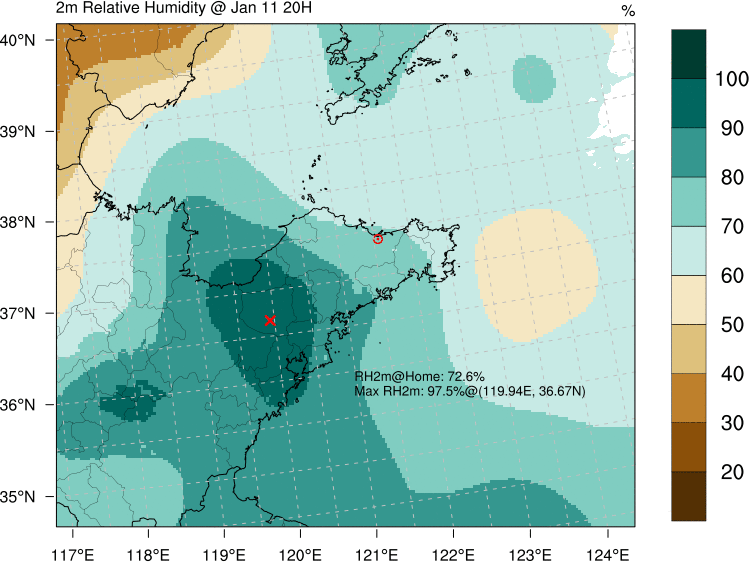 2m Relative Humidity @ Jan 11 20H
%
40°N
39°N
38°N
37°N
36°N
35°N
100
90
80
70
60
50
40
30
20
RH2m@Home: 72.6%
Max RH2m: 97.5%@(119.94E, 36.67N)
117°E 118°E 119°E 120°E 121°E 122°E 123°E 124°E